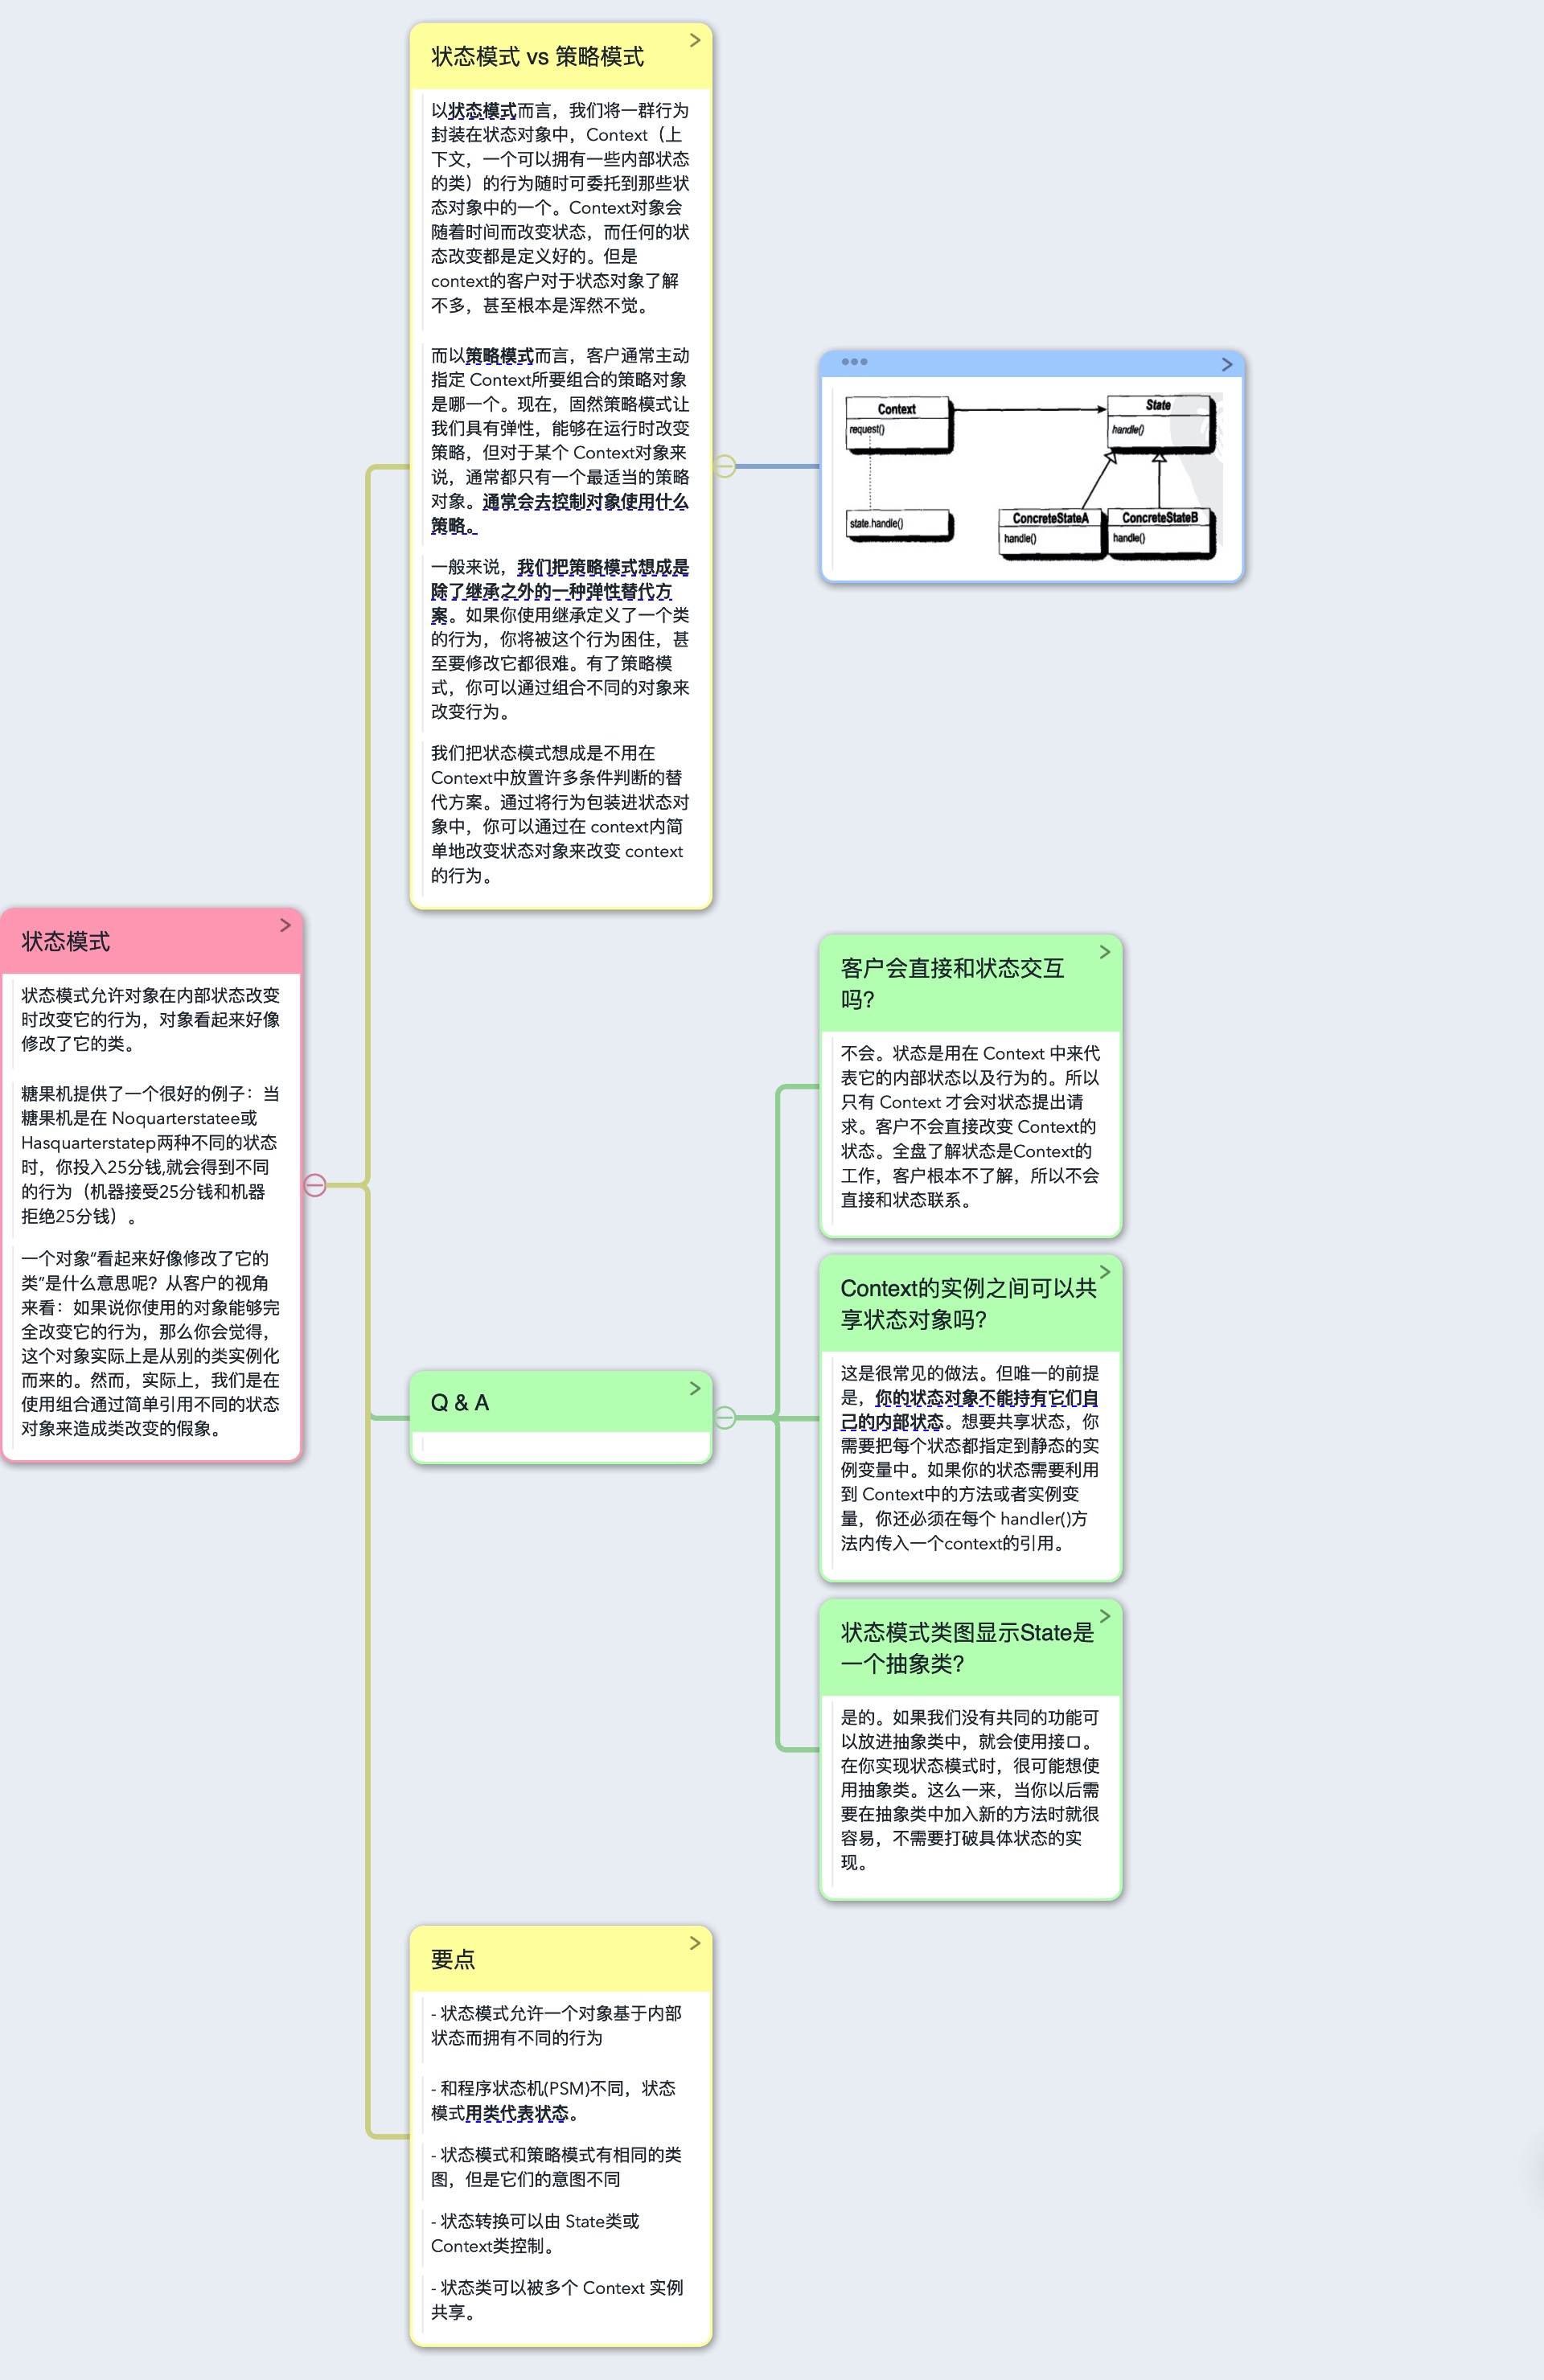 状态模式
状态模式允许对象在内部状态改变
时改变它的行为，对象看起来好像
修改了它的类。
糖果机提供了一个很好的例子：当
糖果机是在 Noquarterstatee或
Hasquarterstatep两种不同的状态
时，你投入25分钱,就会得到不同
的行为（机器接受25分钱和机器
拒绝25分钱）。
一个对象“看起来好像修改了它的
类”是什么意思呢？从客户的视角
来看：如果说你使用的对象能够完
全改变它的行为，那么你会觉得，
这个对象实际上是从别的类实例化
而来的。然而，实际上，我们是在
使用组合通过简单引用不同的状态
对象来造成类改变的假象。
状态模式 vs 策略模式
以状态模式而言，我们将一群行为
封装在状态对象中，Context（上
下文，一个可以拥有一些内部状态
的类）的行为随时可委托到那些状
态对象中的一个。Context对象会
随着时间而改变状态，而任何的状
态改变都是定义好的。但是
context的客户对于状态对象了解
不多，甚至根本是浑然不觉。
而以策略模式而言，客户通常主动
指定 Context所要组合的策略对象
是哪一个。现在，固然策略模式让
我们具有弹性，能够在运行时改变
策略，但对于某个 Context对象来
说，通常都只有一个最适当的策略
对象。通常会去控制对象使用什么
策略。
一般来说，我们把策略模式想成是
除了继承之外的一种弹性替代方
案。如果你使用继承定义了一个类
的行为，你将被这个行为困住，甚
至要修改它都很难。有了策略模
式，你可以通过组合不同的对象来
改变行为。
我们把状态模式想成是不用在
Context中放置许多条件判断的替
代方案。通过将行为包装进状态对
象中，你可以通过在 context内简
单地改变状态对象来改变 context
的行为。
Context
request()
State
handle()
state.handle()
ConcreteStateA
handle()
ConcreteStateB
handle()
Q & A
客户会直接和状态交互
吗？
不会。状态是用在 Context 中来代
表它的内部状态以及行为的。所以
只有 Context 才会对状态提出请
求。客户不会直接改变 Context的
状态。全盘了解状态是Context的
工作，客户根本不了解，所以不会
直接和状态联系。
Context的实例之间可以共
享状态对象吗？
这是很常见的做法。但唯一的前提
是，你的状态对象不能持有它们自
己的内部状态。想要共享状态，你
需要把每个状态都指定到静态的实
例变量中。如果你的状态需要利用
到 Context中的方法或者实例变
量，你还必须在每个 handler()方
法内传入一个context的引用。
状态模式类图显示State是
一个抽象类？
是的。如果我们没有共同的功能可
以放进抽象类中，就会使用接口。
在你实现状态模式时，很可能想使
用抽象类。这么一来，当你以后需
要在抽象类中加入新的方法时就很
容易，不需要打破具体状态的实
现。
要点
- 状态模式允许一个对象基于内部
状态而拥有不同的行为
- 和程序状态机(PSM)不同，状态
模式用类代表状态。
- 状态模式和策略模式有相同的类
图，但是它们的意图不同
- 状态转换可以由 State类或
Context类控制。
- 状态类可以被多个 Context 实例
共享。